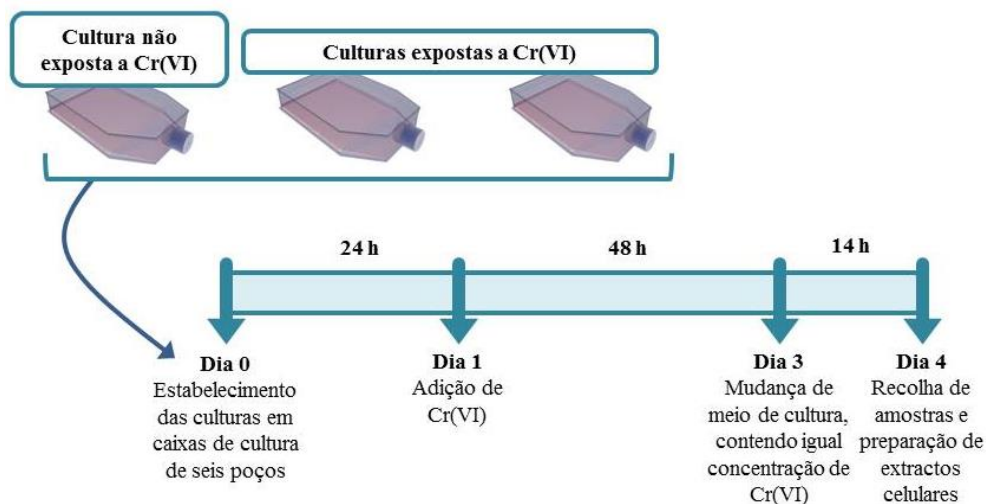 Cultura não
exposta a Cr(VI)
Culturas expostas a Cr(VI)
24 h
48 h
14 h
Dia 0
Estabelecimento
das culturas em
caixas de cultura
de seis poços
Dia 1
Adição de
Cr(VI)
Dia 3
Mudança de
meio de cultura,
contendo igual
concentração de
Cr(VI)
Dia 4
Recolha de
amostras e
preparação de
extractos
celulares